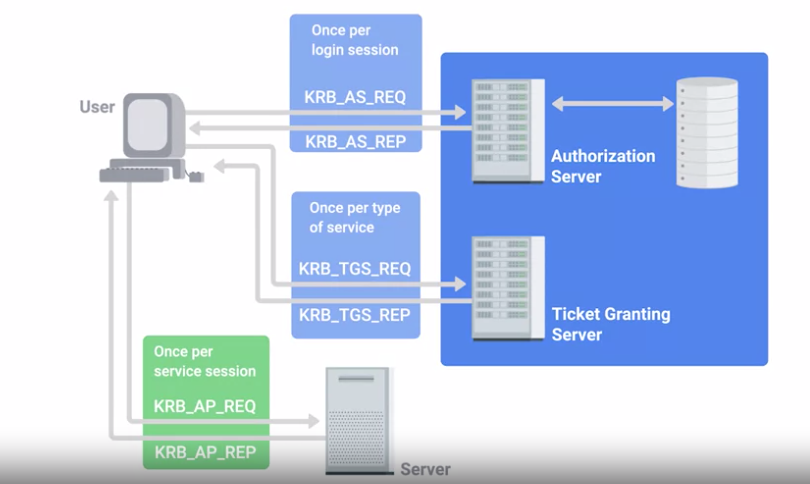 Once per
login session
KRB_AS_REQ
KRB_AS_REP
User
Authorization
Server
Once per type
of service
KRB_TGS_REQ
KRB_TGS_REP
Ticket Granting
Server
Once per
service session
KRB_AP_REQ
KRB_AP_REP
Server